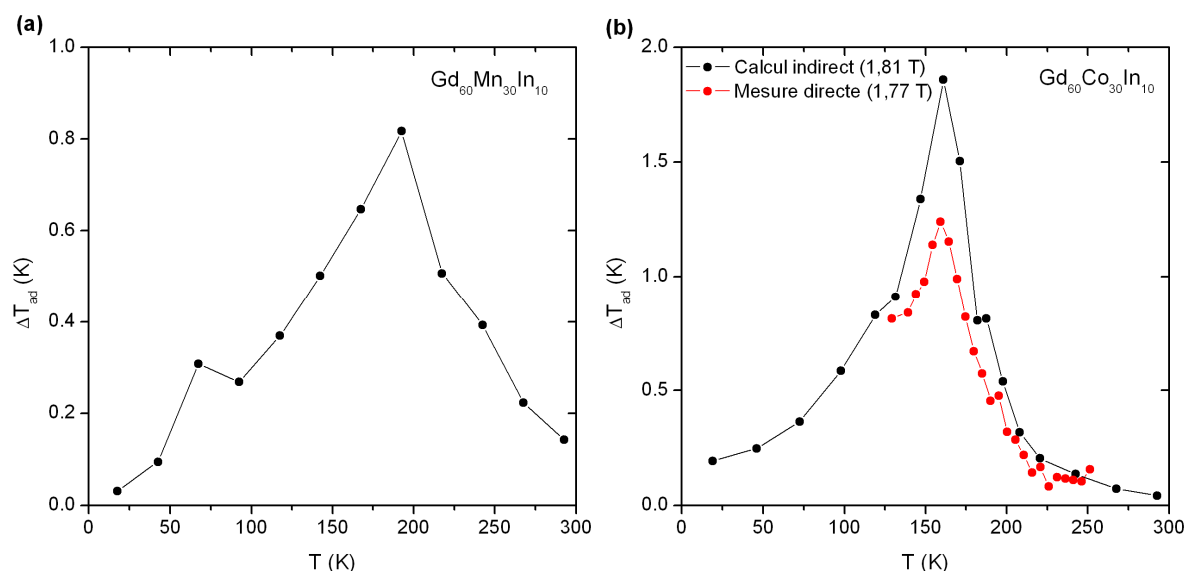 (a)
Gd60Mn30In10
1.0
0.8
0.6
0.4
0.2
0.0
ΔTad (K)
0 50 100 150 200 250 300
T (K)
(b)
Calcul indirect (1,81 T)
Mesure directe (1,77 T)
Gd60Co30In10
2.0
1.5
1.0
0.5
0.0
ΔTad (K)
0 50 100 150 200 250 300
T (K)